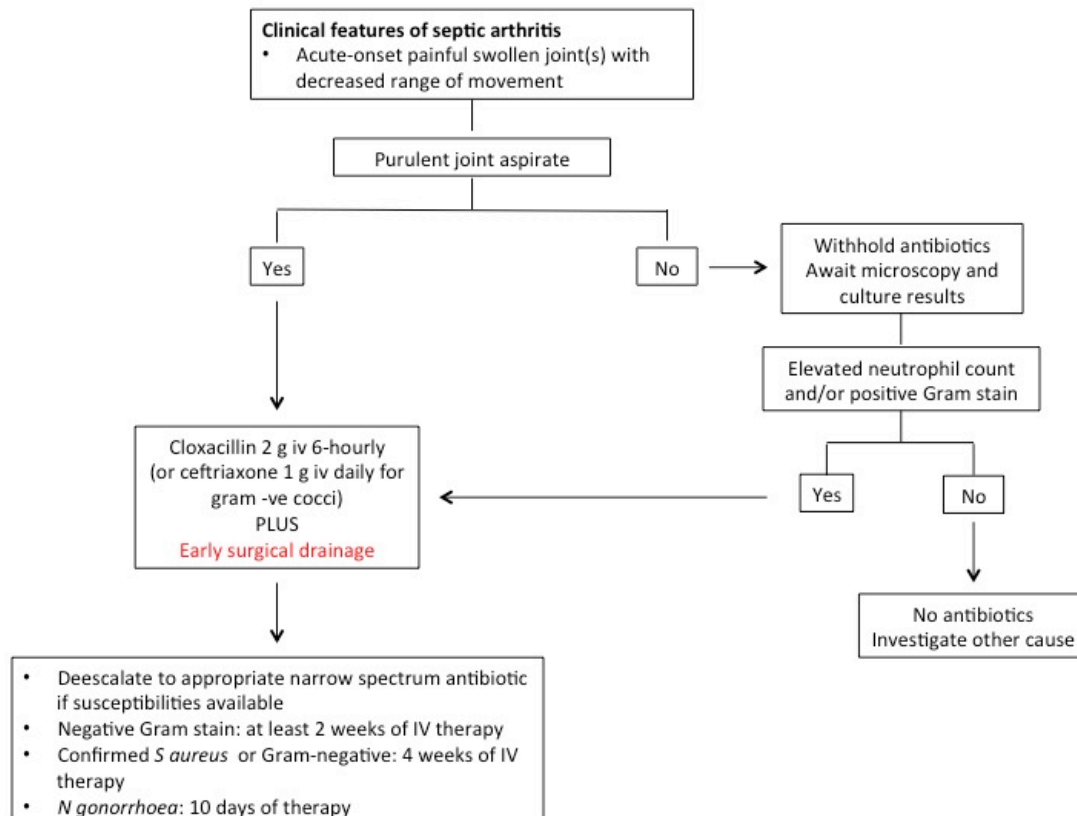 Clinical features of septic arthritis
• Acute-onset painful swollen joint(s) with
decreased range of movement
Purulent joint aspirate
Yes
No
Withhold antibiotics
Await microscopy and
culture results
Elevated neutrophil count
and/or positive Gram stain
Yes
No
Cloxacillin 2 g iv 6-hourly
(or ceftriaxone 1 g iv daily for
gram -ve cocci)
PLUS
Early surgical drainage
No antibiotics
Investigate other cause
• Deescalate to appropriate narrow spectrum antibiotic
if susceptibilities available
• Negative Gram stain: at least 2 weeks of IV therapy
• Confirmed S aureus or Gram-negative: 4 weeks of IV
therapy
• N gonorrhoea: 10 days of therapy